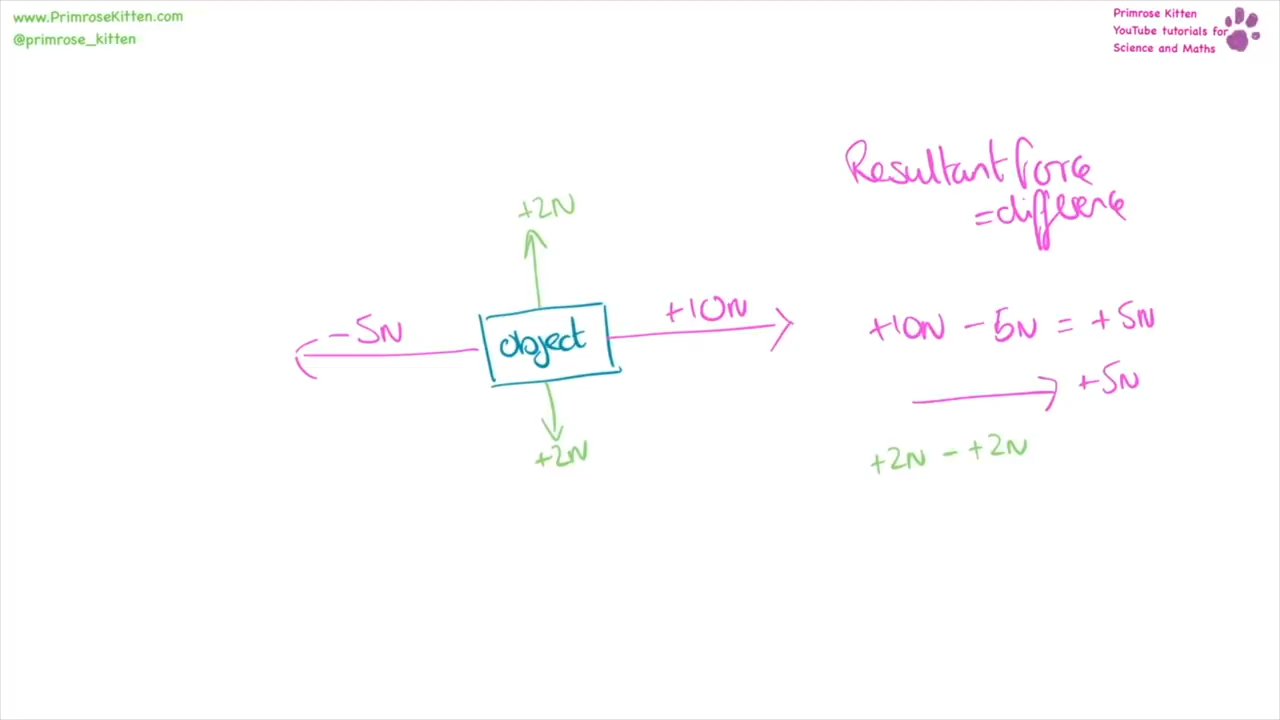 www.PrimroseKitten.com
@primrose_kitten
Primrose Kitten
YouTube tutorials for
Science and Maths
Resultant force
=difference
+2N
-5N
object
+10N
+10N - 5N = +5N
+5N
+2N
+2N - +2N